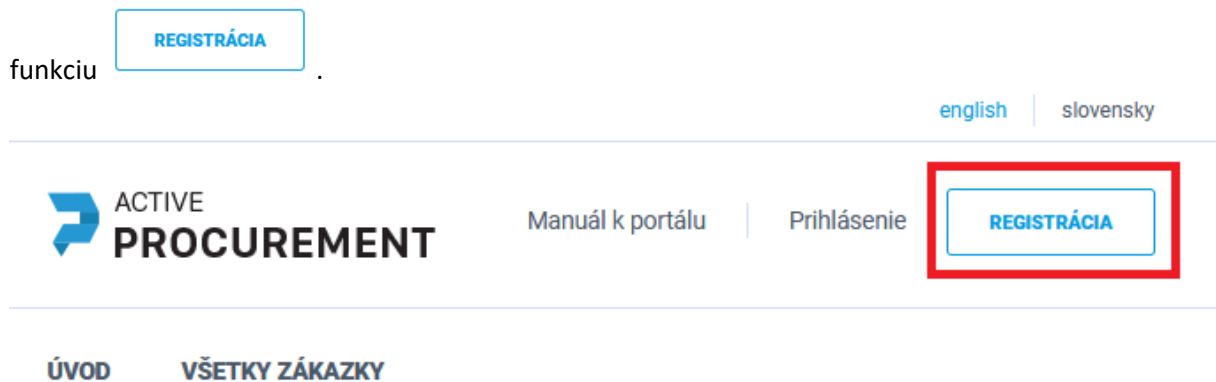 REGISTRÁCIA
funkciu .
english slovensky
ACTIVE
PROCUREMENT
Manuál k portálu Prihlásenie REGISTRÁCIA
ÚVOD VŠETKY ZÁKAZKY